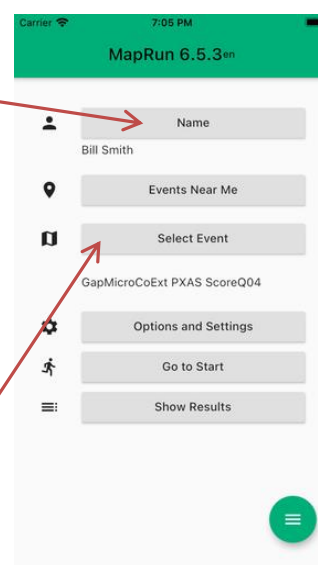 Carrier 7:05 PM
MapRun 6.5.3en
Name
Bill Smith
Events Near Me
Select Event
GapMicroCoExt PXAS ScoreQ04
Options and Settings
Go to Start
Show Results